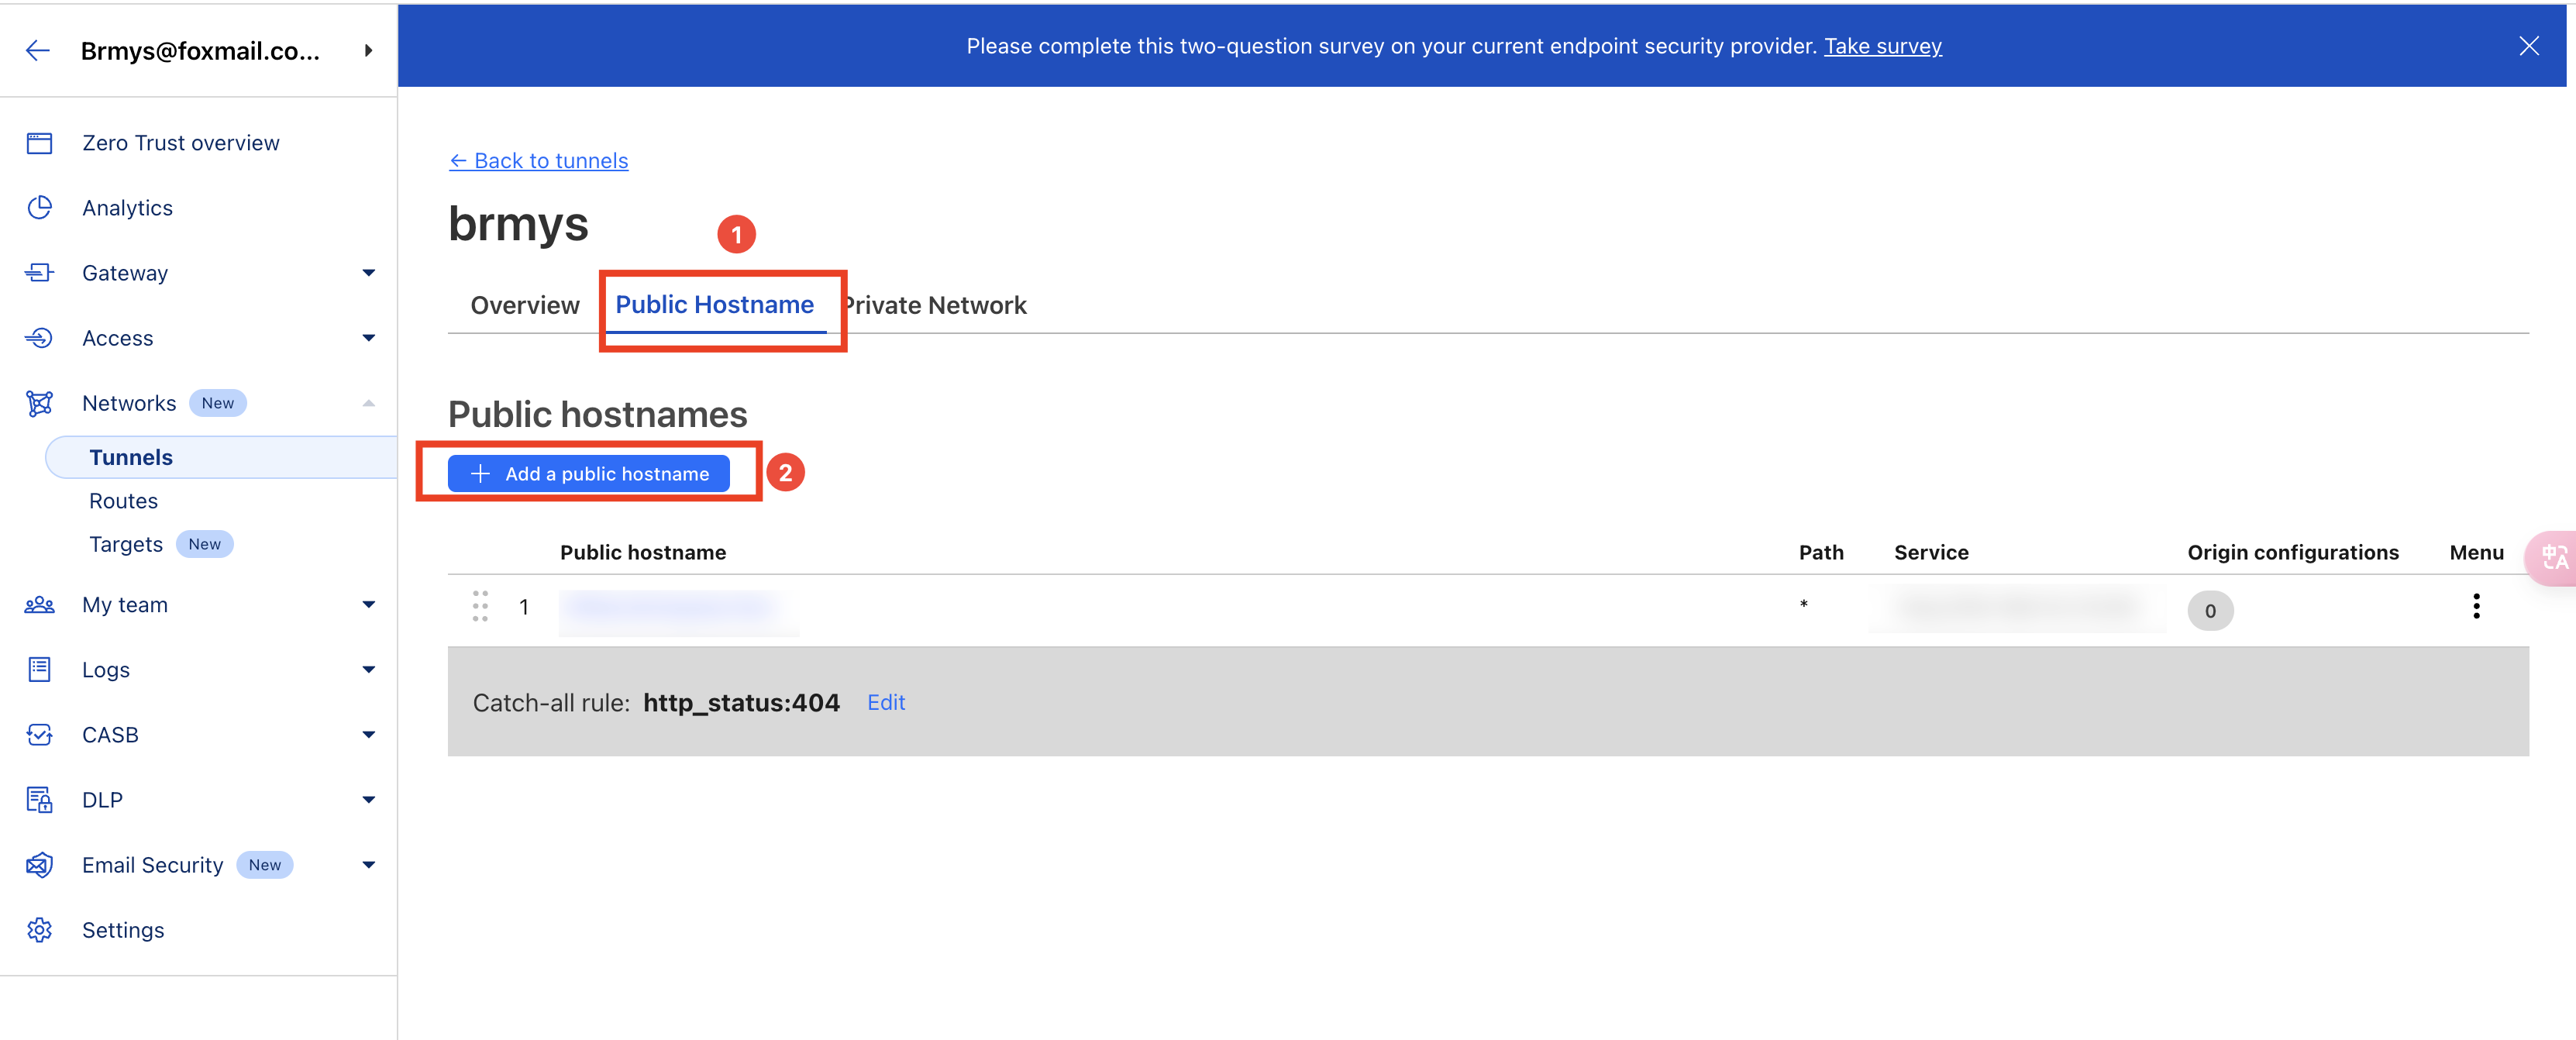 Brmys@foxmail.co...
Please complete this two-question survey on your current endpoint security provider. Take survey
Zero Trust overview
Analytics
Gateway
Access
Networks New
Tunnels
Routes
Targets New
My team
Logs
CASB
DLP
Email Security New
Settings
← Back to tunnels
brmys
1
Overview Public Hostname Private Network
Public hostnames
+ Add a public hostname 2
Public hostname Path Service Origin configurations Menu
1 * 0
Catch-all rule: http_status:404 Edit
中A